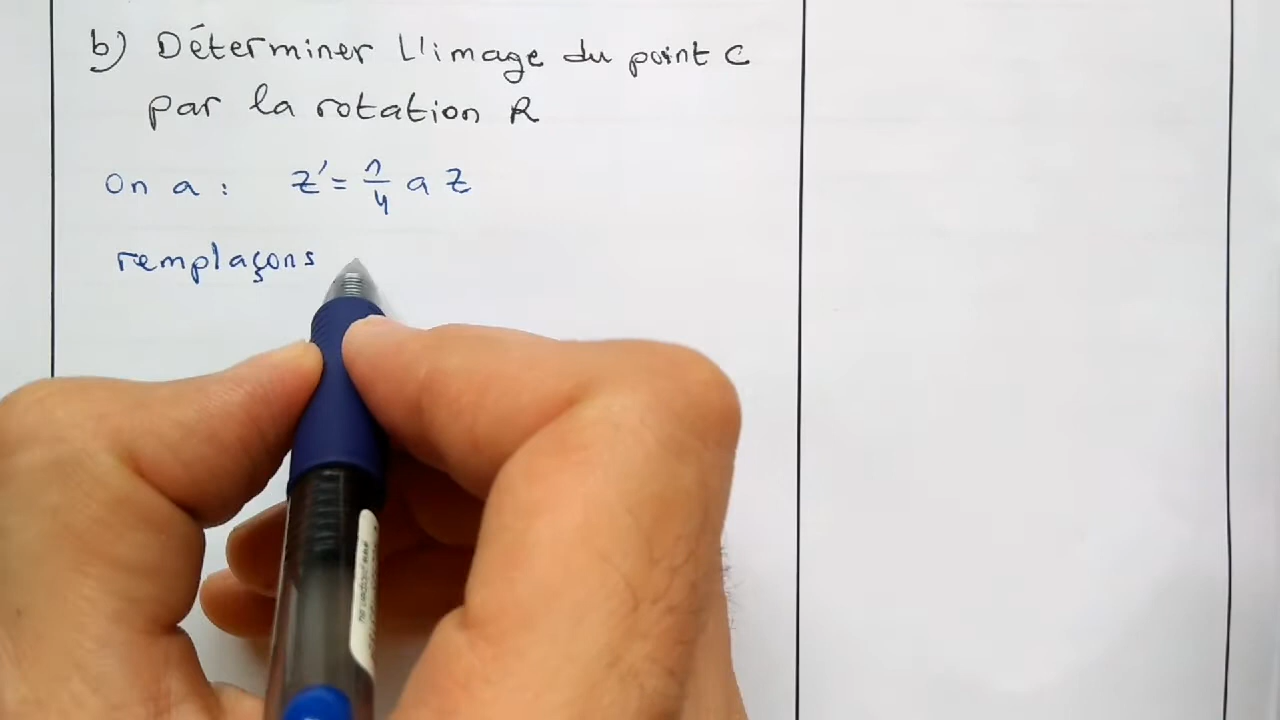 b) Déterminer L'image du point C
par la rotation R
On a : z' = 1/4 a z
remplaçons